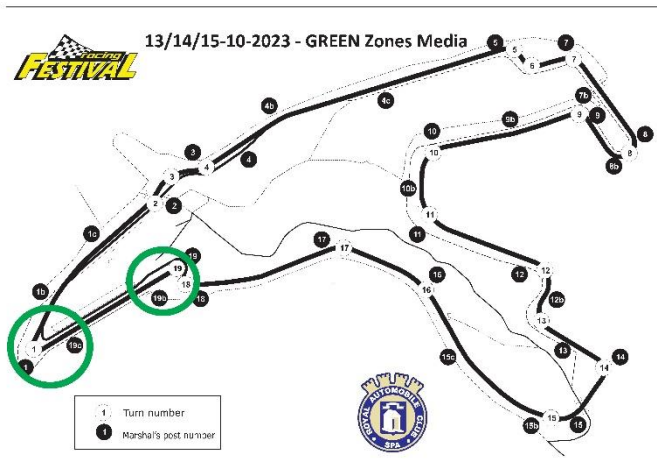 racing
FESTIVAL
13/14/15-10-2023 - GREEN Zones Media
5
5
6
7
7
4b
4c
7b
9
9
9b
8
8
8b
10
10
3
3
4
4
10b
2
2
11
11
1c
17
17
19
19
12
12
18
18
16
16
1b
19b
12b
13
13
1
1
19c
15c
14
14
15
15
15b
1 Turn number
1 Marshal's post number
ROYAL AUTOMOBILE CLUB
SPA